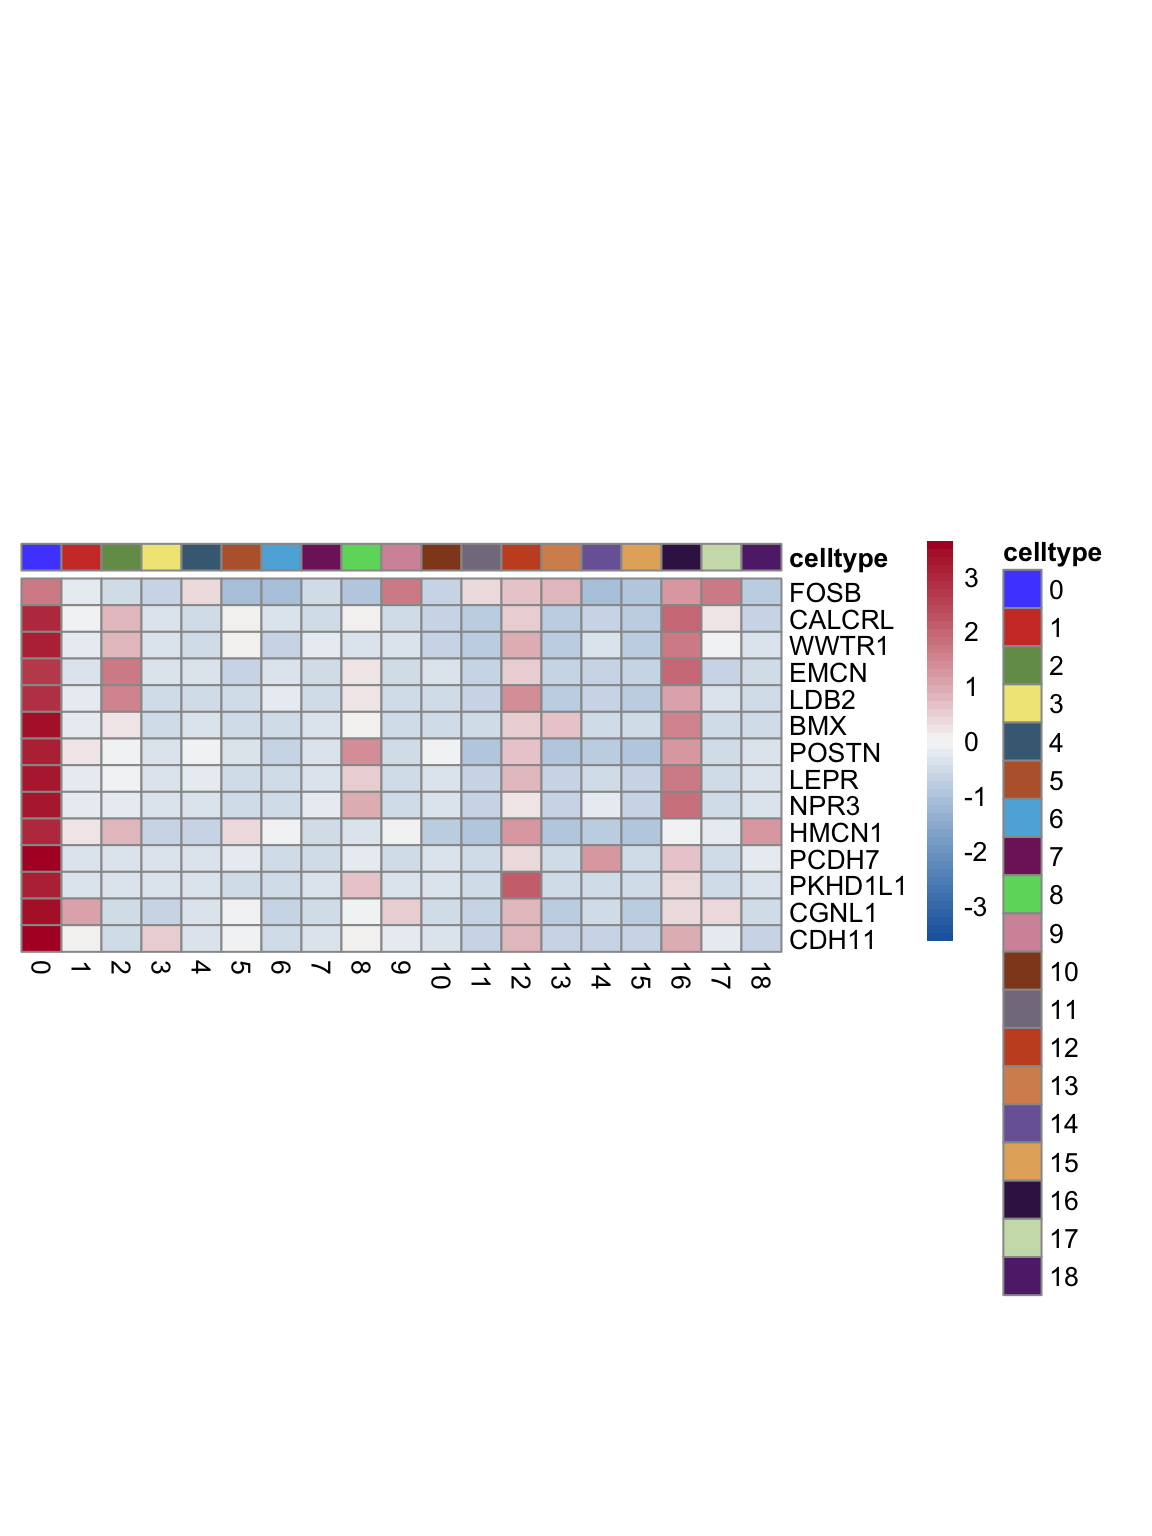 celltype
FOSB
CALCRL
WWTR1
EMCN
LDB2
BMX
POSTN
LEPR
NPR3
HMCN1
PCDH7
PKHD1L1
CGNL1
CDH11
0 1 2 3 4 5 6 7 8 9 10 11 12 13 14 15 16 17 18
3
2
1
0
-1
-2
-3
celltype
0
1
2
3
4
5
6
7
8
9
10
11
12
13
14
15
16
17
18